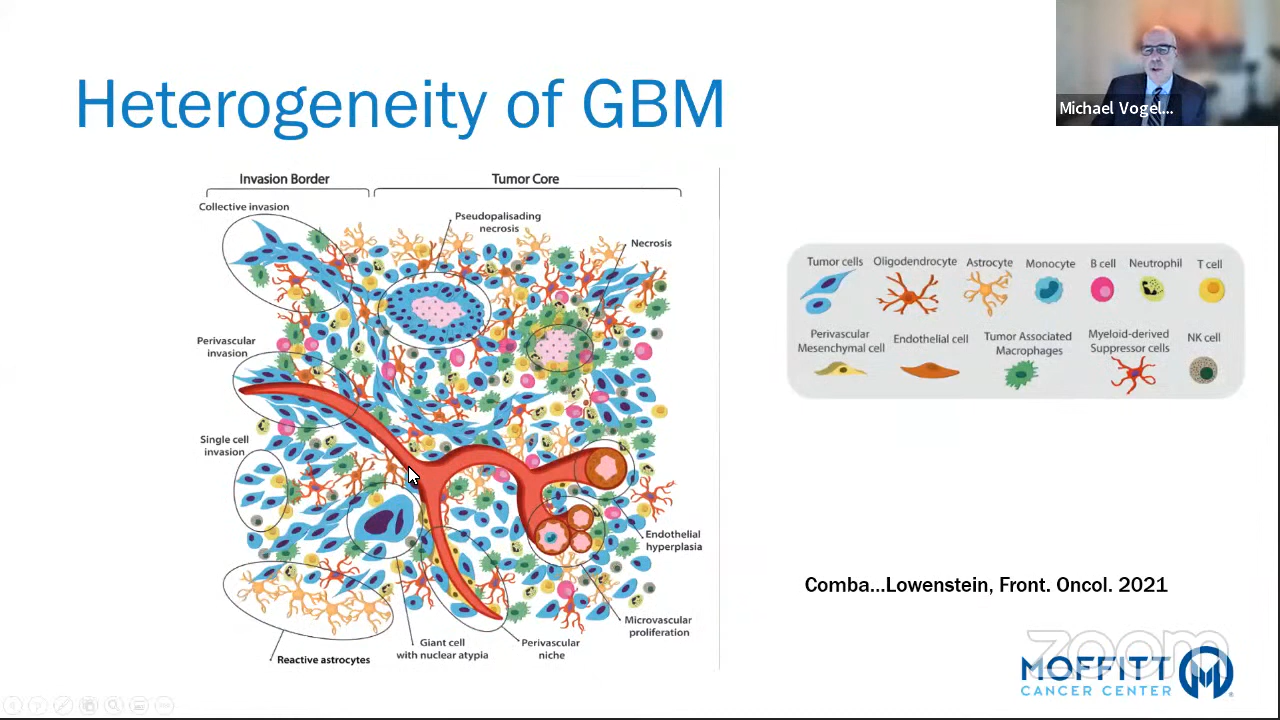 Michael Vogel...
Heterogeneity of GBM
Invasion Border
Tumor Core
Collective invasion
Pseudopalisading
necrosis
Necrosis
Perivascular
invasion
Single cell
invasion
Endothelial
hyperplasia
Microvascular
proliferation
Giant cell
with nuclear atypia
Perivascular
niche
Reactive astrocytes
Tumor cells
Oligodendrocyte
Astrocyte
Monocyte
B cell
Neutrophil
T cell
Perivascular
Mesenchymal cell
Endothelial cell
Tumor Associated
Macrophages
Myeloid-derived
Suppressor cells
NK cell
Comba...Lowenstein, Front. Oncol. 2021
zoom
MOFFITT
CANCER CENTER